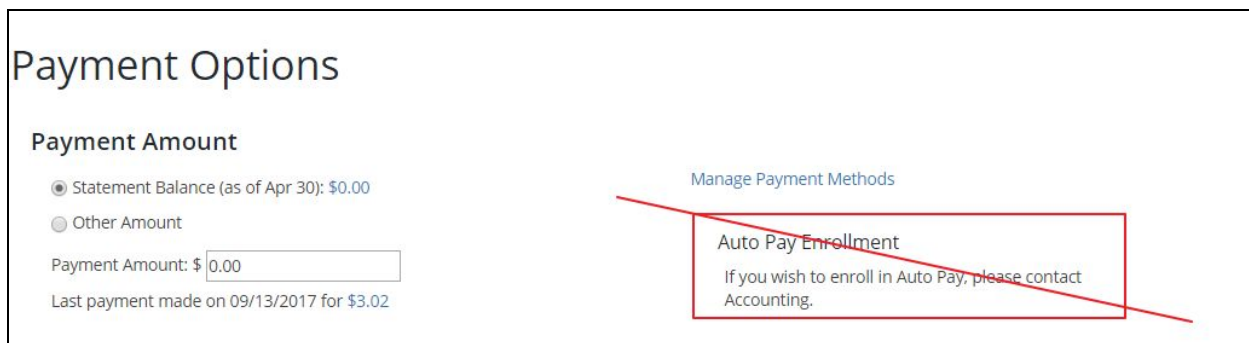 Payment Options
Payment Amount
Statement Balance (as of Apr 30): $0.00
Other Amount
Payment Amount: $ 0.00
Last payment made on 09/13/2017 for $3.02
Manage Payment Methods
Auto Pay Enrollment
If you wish to enroll in Auto Pay, please contact
Accounting.